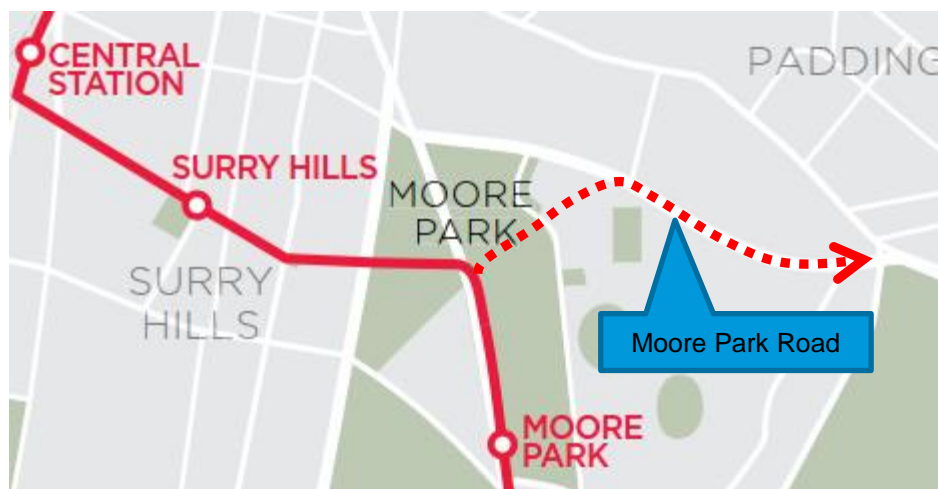 CENTRAL
STATION
PADDING
SURRY HILLS
MOORE
PARK
SURRY
HILLS
Moore Park Road
MOORE
PARK